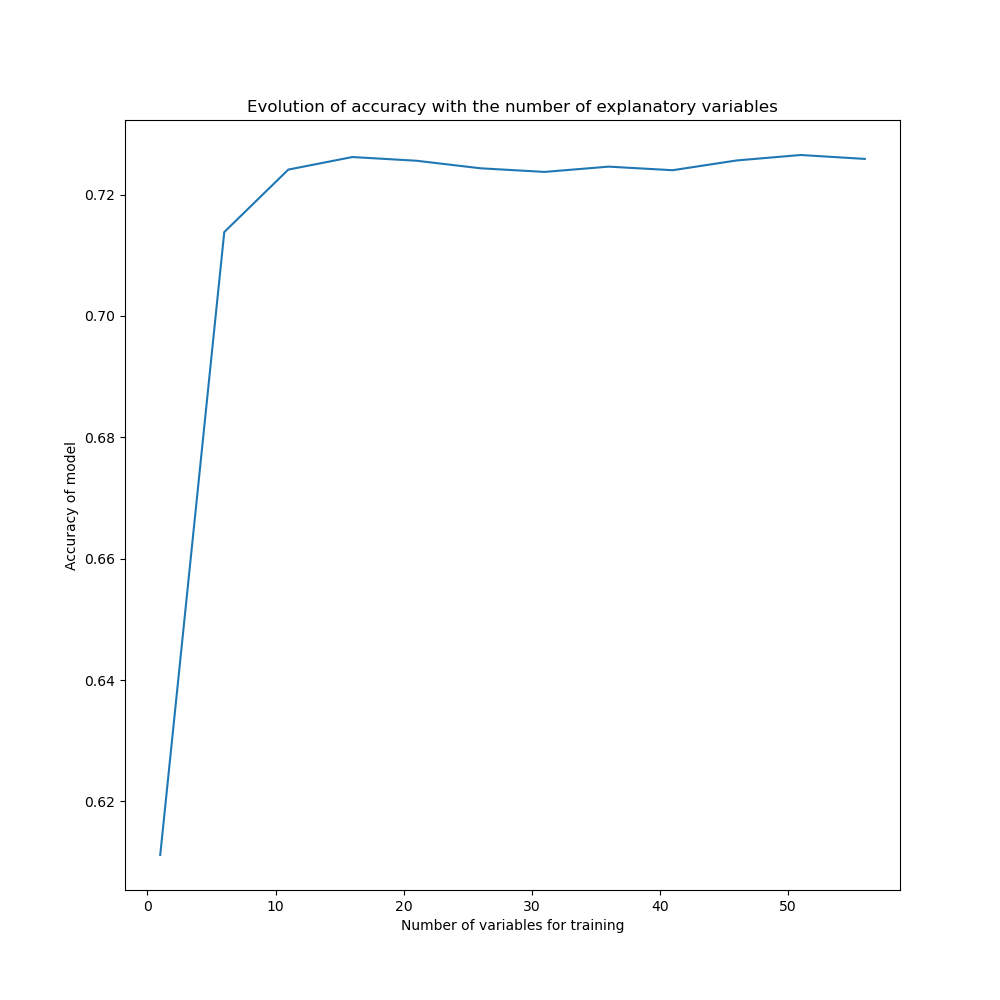 Evolution of accuracy with the number of explanatory variables
Accuracy of model
0.72
0.70
0.68
0.66
0.64
0.62
0 10 20 30 40 50
Number of variables for training